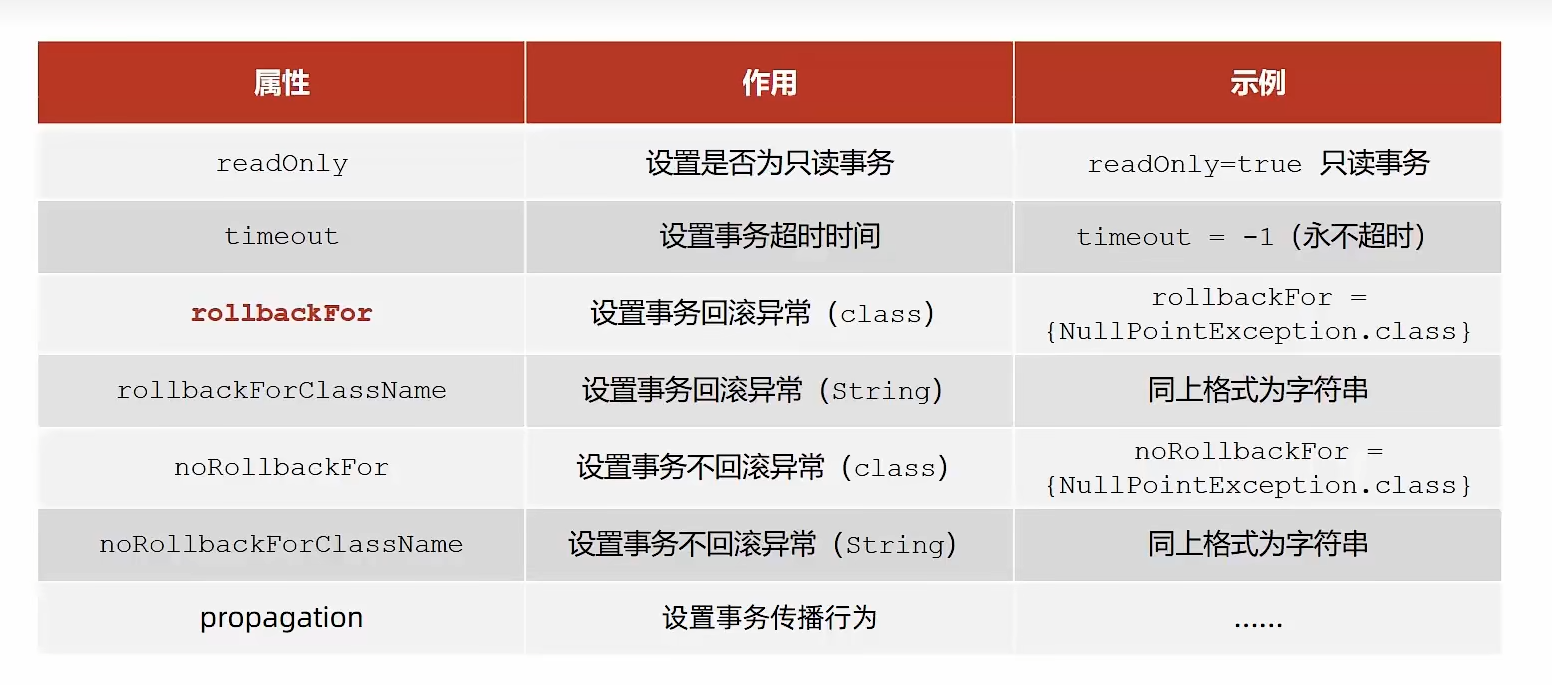 属性 作用 示例
readOnly 设置是否为只读事务 readOnly=true 只读事务
timeout 设置事务超时时间 timeout = -1（永不超时）
rollbackFor 设置事务回滚异常（class） rollbackFor =
{NullPointException.class}
rollbackForClassName 设置事务回滚异常（String） 同上格式为字符串
noRollbackFor 设置事务不回滚异常（class） noRollbackFor =
{NullPointException.class}
noRollbackForClassName 设置事务不回滚异常（String） 同上格式为字符串
propagation 设置事务传播行为 ……